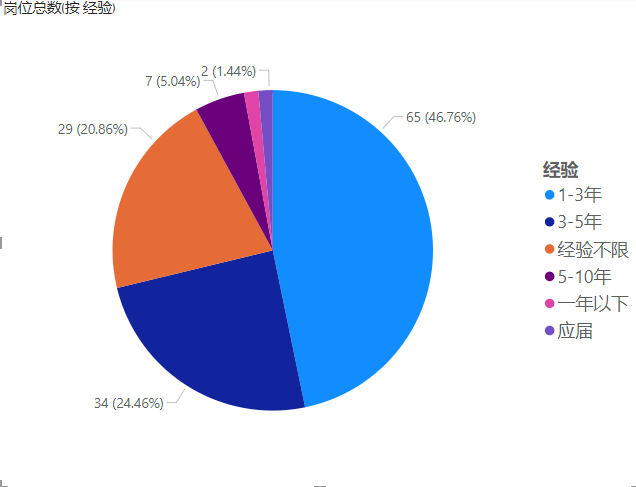 岗位总数(按 经验)
2 (1.44%)
7 (5.04%)
65 (46.76%)
29 (20.86%)
34 (24.46%)
经验
1-3年
3-5年
经验不限
5-10年
一年以下
应届